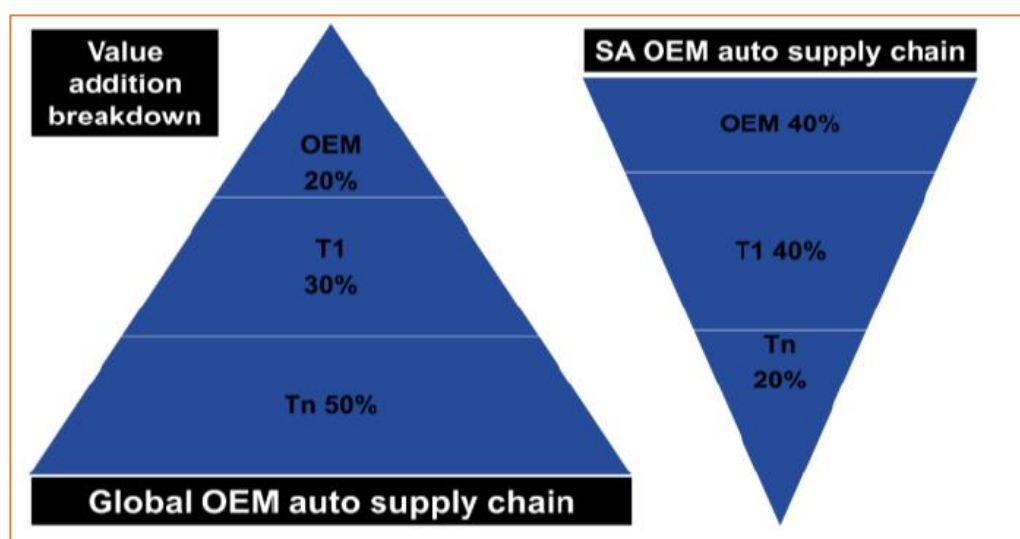 Value
addition
breakdown
OEM
20%
T1
30%
Tn 50%
Global OEM auto supply chain
SA OEM auto supply chain
OEM 40%
T1 40%
Tn
20%